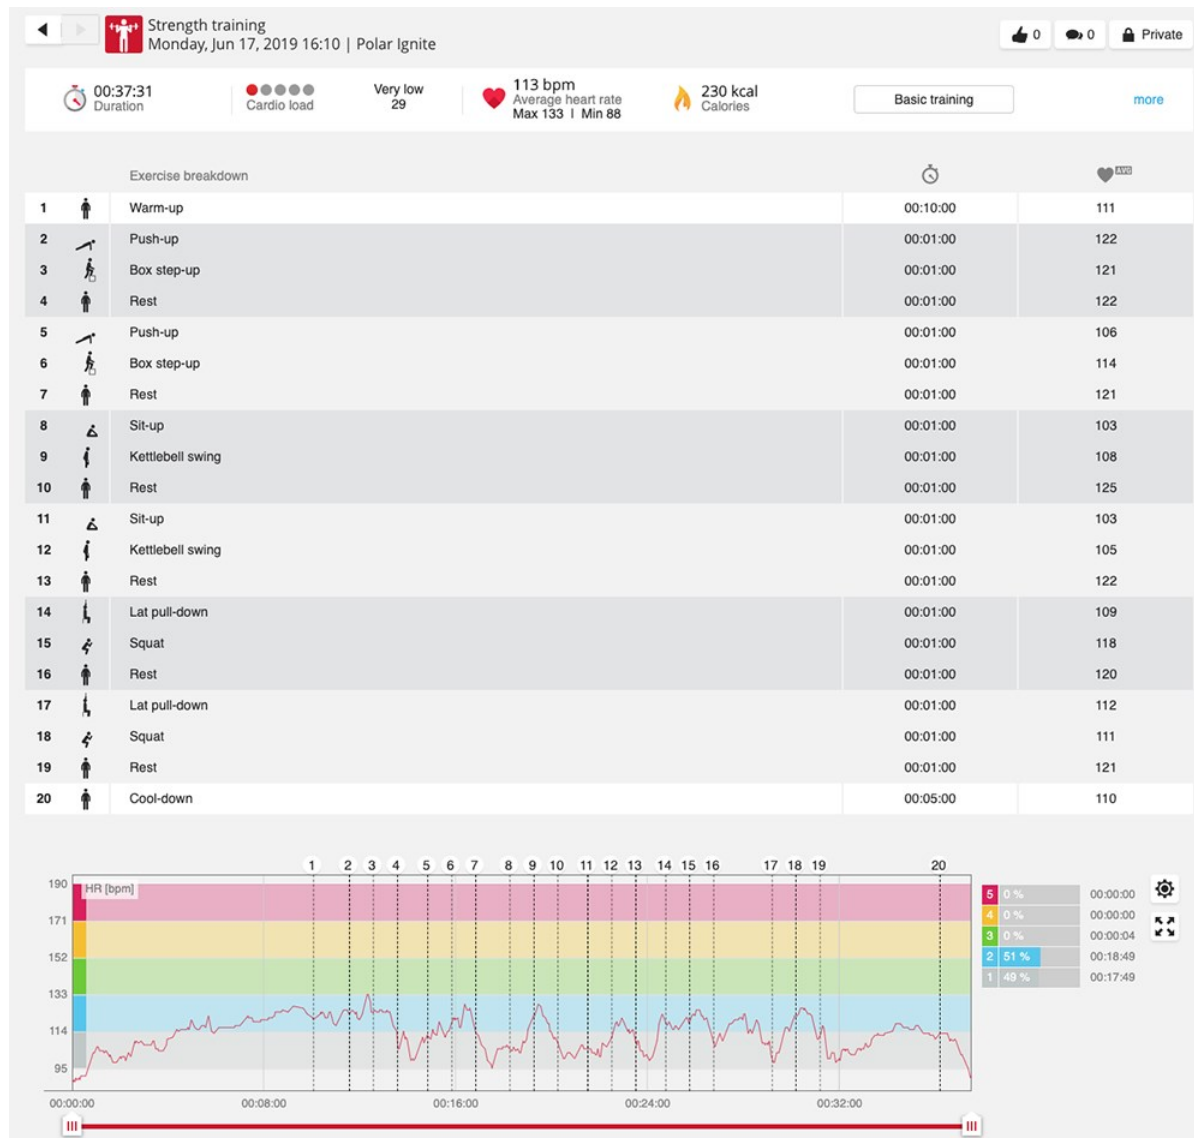 Strength training
Monday, Jun 17, 2019 16:10 | Polar Ignite
0 0 Private
00:37:31
Duration
Cardio load
Very low
29
113 bpm
Average heart rate
Max 133 | Min 88
230 kcal
Calories
Basic training
more
Exercise breakdown AVG
1 Warm-up 00:10:00 111
2 Push-up 00:01:00 122
3 Box step-up 00:01:00 121
4 Rest 00:01:00 122
5 Push-up 00:01:00 106
6 Box step-up 00:01:00 114
7 Rest 00:01:00 121
8 Sit-up 00:01:00 103
9 Kettlebell swing 00:01:00 108
10 Rest 00:01:00 125
11 Sit-up 00:01:00 103
12 Kettlebell swing 00:01:00 105
13 Rest 00:01:00 122
14 Lat pull-down 00:01:00 109
15 Squat 00:01:00 118
16 Rest 00:01:00 120
17 Lat pull-down 00:01:00 112
18 Squat 00:01:00 111
19 Rest 00:01:00 121
20 Cool-down 00:05:00 110
1 2 3 4 5 6 7 8 9 10 11 12 13 14 15 16 17 18 19 20
HR [bpm]
190
171
152
133
114
95
00:00:00 00:08:00 00:16:00 00:24:00 00:32:00
5 0 % 00:00:00
4 0 % 00:00:00
3 0 % 00:00:04
2 51 % 00:18:49
1 49 % 00:17:49